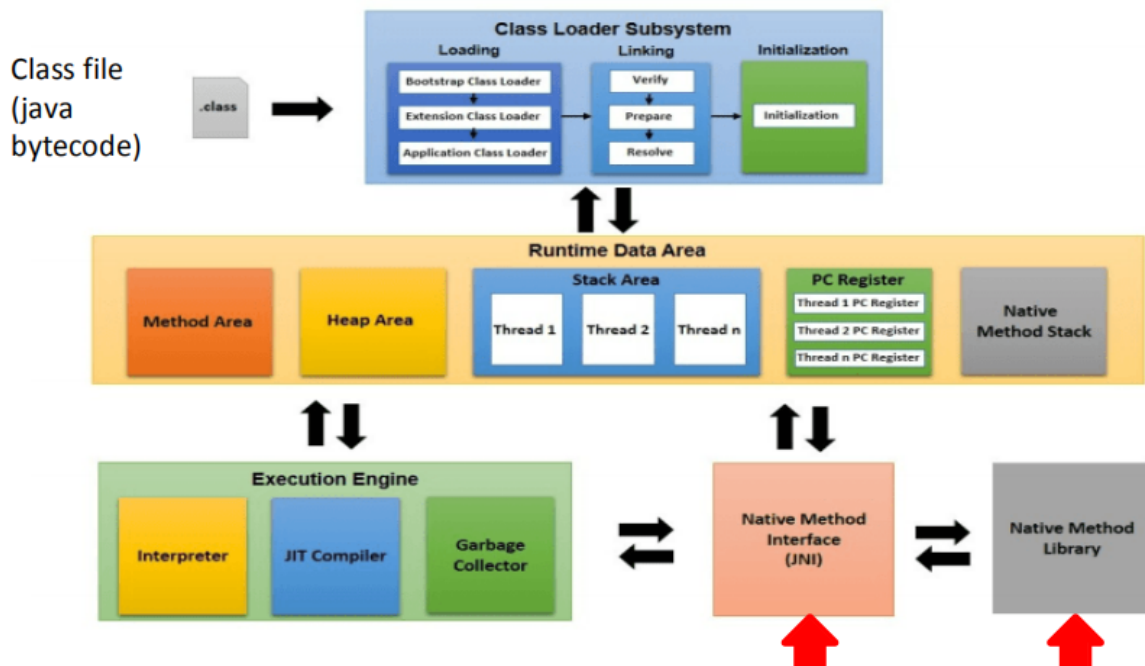 Class Loader Subsystem
Loading
Linking
Initialization
Class file
(java
bytecode)
.class
Bootstrap Class Loader
Extension Class Loader
Application Class Loader
Verify
Prepare
Resolve
Initialization
Runtime Data Area
Method Area
Heap Area
Stack Area
Thread 1
Thread 2
Thread n
PC Register
Thread 1 PC Register
Thread 2 PC Register
Thread n PC Register
Native
Method Stack
Execution Engine
Interpreter
JIT Compiler
Garbage
Collector
Native Method
Interface
(JNI)
Native Method
Library